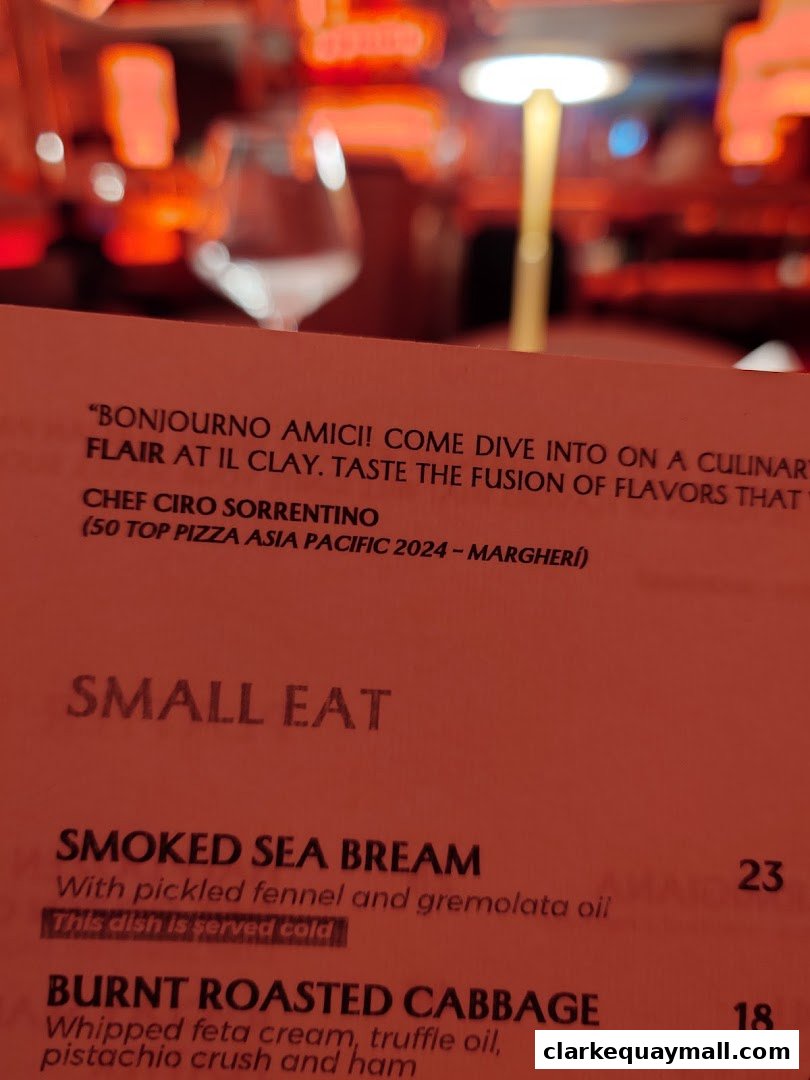 “BONJOURNO AMICI! COME DIVE INTO ON A CULINAR
FLAIR AT IL CLAY. TASTE THE FUSION OF FLAVORS THAT
CHEF CIRO SORRENTINO
(50 TOP PIZZA ASIA PACIFIC 2024 – MARGHERÍ)
SMALL EAT
SMOKED SEA BREAM 23
With pickled fennel and gremolata oil
This dish is served cold
BURNT ROASTED CABBAGE 18
Whipped feta cream, truffle oil,
pistachio crush and ham
clarkequaymall.com